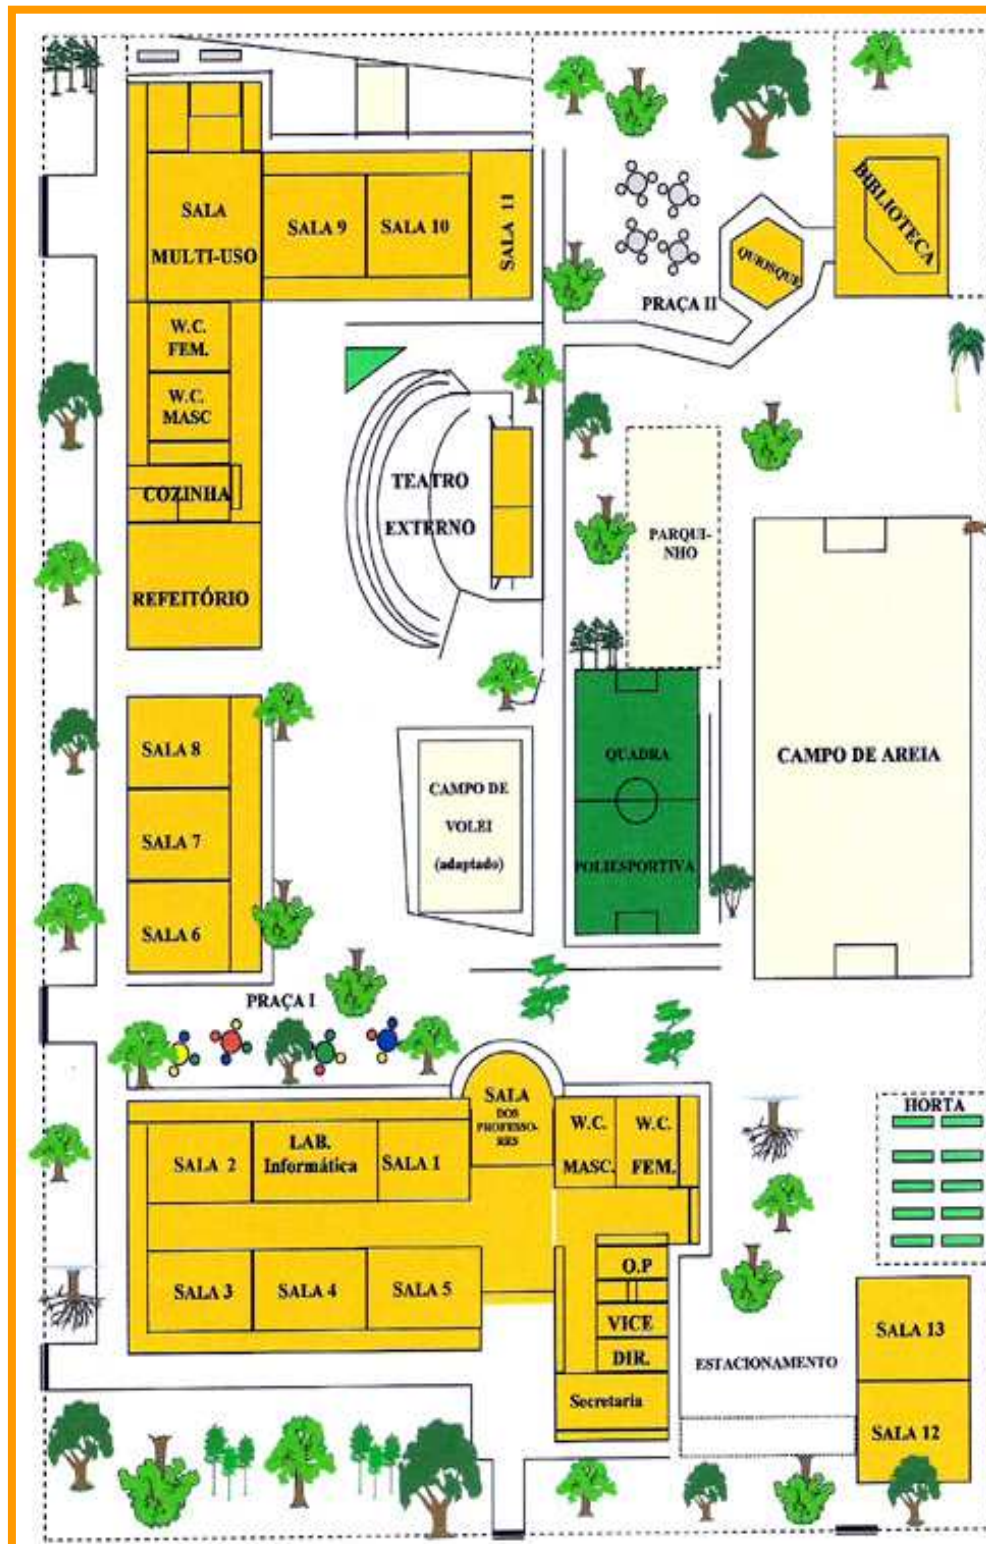 SALA
MULTI-USO
SALA 9
SALA 10
SALA 11
BIBLIOTECA
QUIOSQUE
PRAÇA II
W.C.
FEM.
W.C.
MASC
COZINHA
REFEITÓRIO
TEATRO
EXTERNO
PARQUI-
NHO
SALA 8
SALA 7
SALA 6
CAMPO DE
VOLEI
(adaptado)
QUADRA
POLIESPORTIVA
CAMPO DE AREIA
PRAÇA I
SALA 2
LAB.
Informática
SALA 1
SALA
DOS
PROFESSO-
RES
W.C.
MASC.
W.C.
FEM.
HORTA
SALA 3
SALA 4
SALA 5
O.P
VICE
DIR.
Secretaria
ESTACIONAMENTO
SALA 13
SALA 12